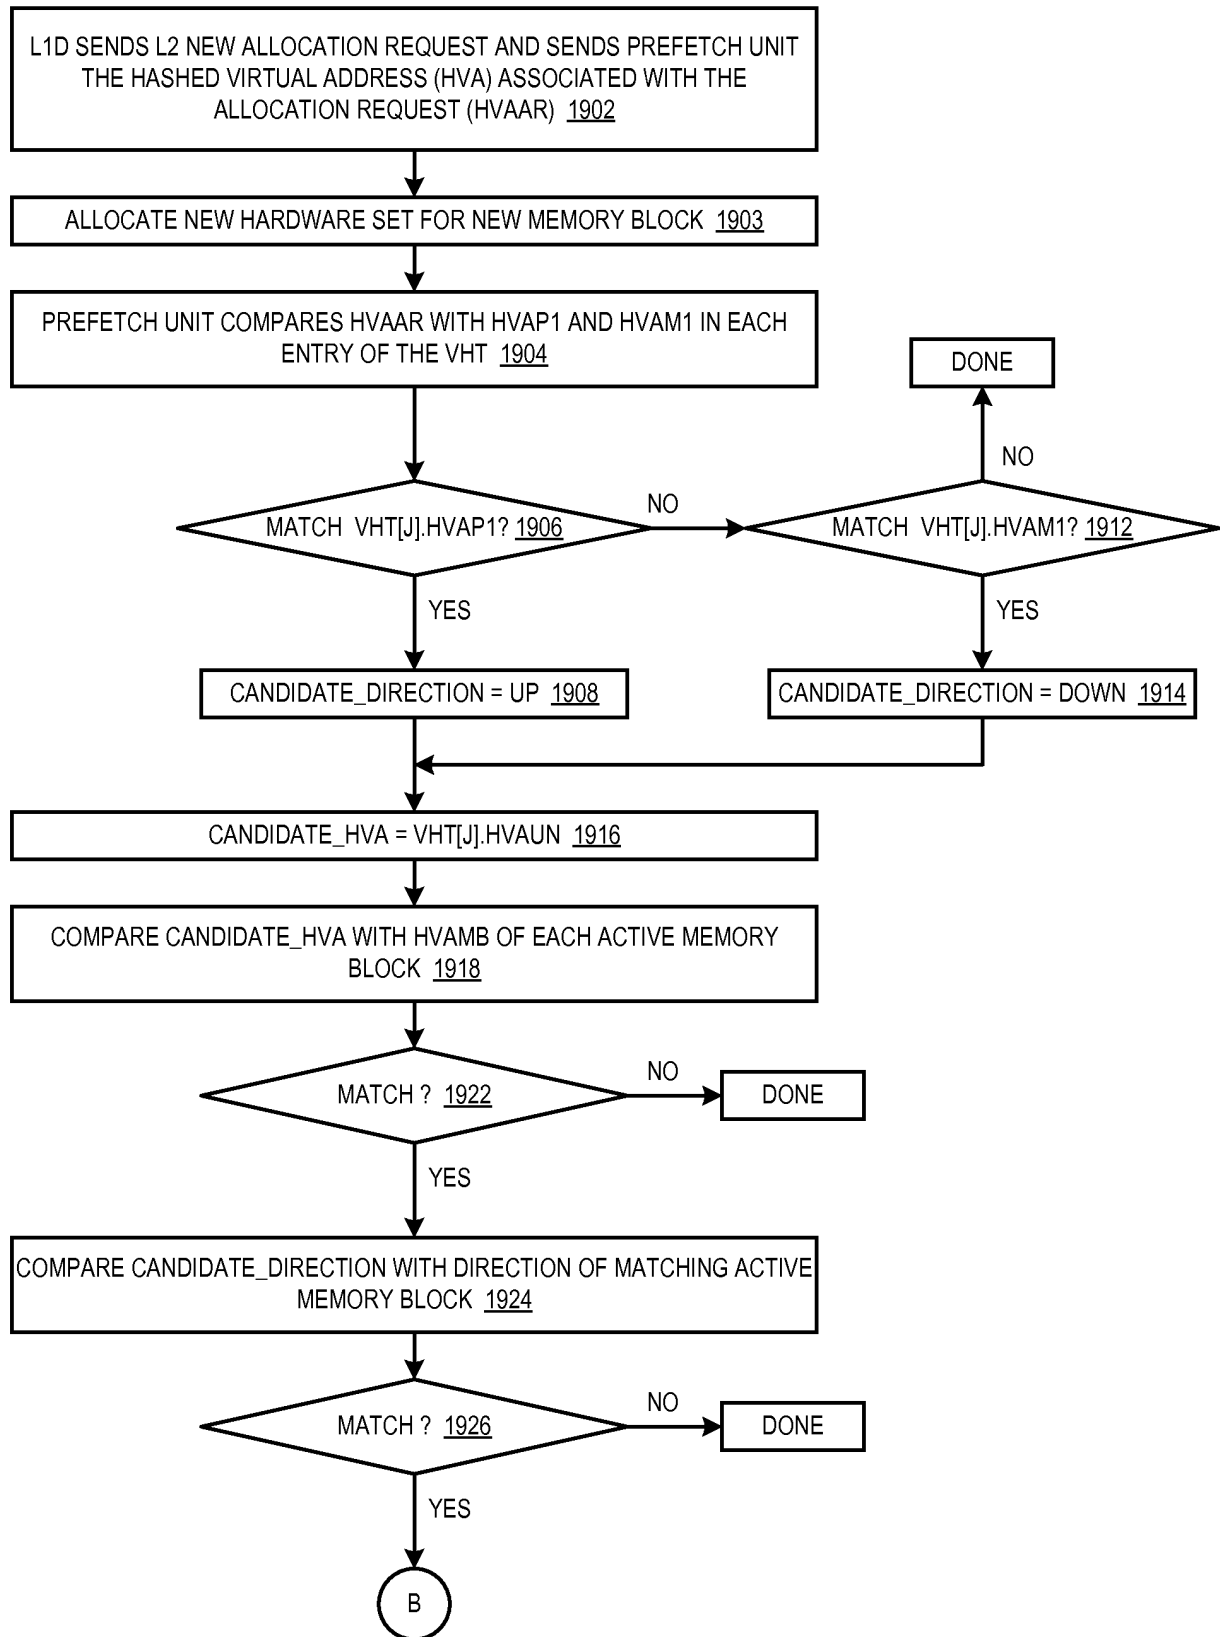 L1D SENDS L2 NEW ALLOCATION REQUEST AND SENDS PREFETCH UNIT
THE HASHED VIRTUAL ADDRESS (HVA) ASSOCIATED WITH THE
ALLOCATION REQUEST (HVAAR) 1902
ALLOCATE NEW HARDWARE SET FOR NEW MEMORY BLOCK 1903
PREFETCH UNIT COMPARES HVAAR WITH HVAP1 AND HVAM1 IN EACH
ENTRY OF THE VHT 1904
DONE
NO
MATCH VHT[J].HVAP1? 1906
NO
MATCH VHT[J].HVAM1? 1912
YES
YES
CANDIDATE_DIRECTION = UP 1908
CANDIDATE_DIRECTION = DOWN 1914
CANDIDATE_HVA = VHT[J].HVAUN 1916
COMPARE CANDIDATE_HVA WITH HVAMB OF EACH ACTIVE MEMORY
BLOCK 1918
MATCH ? 1922
NO
DONE
YES
COMPARE CANDIDATE_DIRECTION WITH DIRECTION OF MATCHING ACTIVE
MEMORY BLOCK 1924
MATCH ? 1926
NO
DONE
YES
B